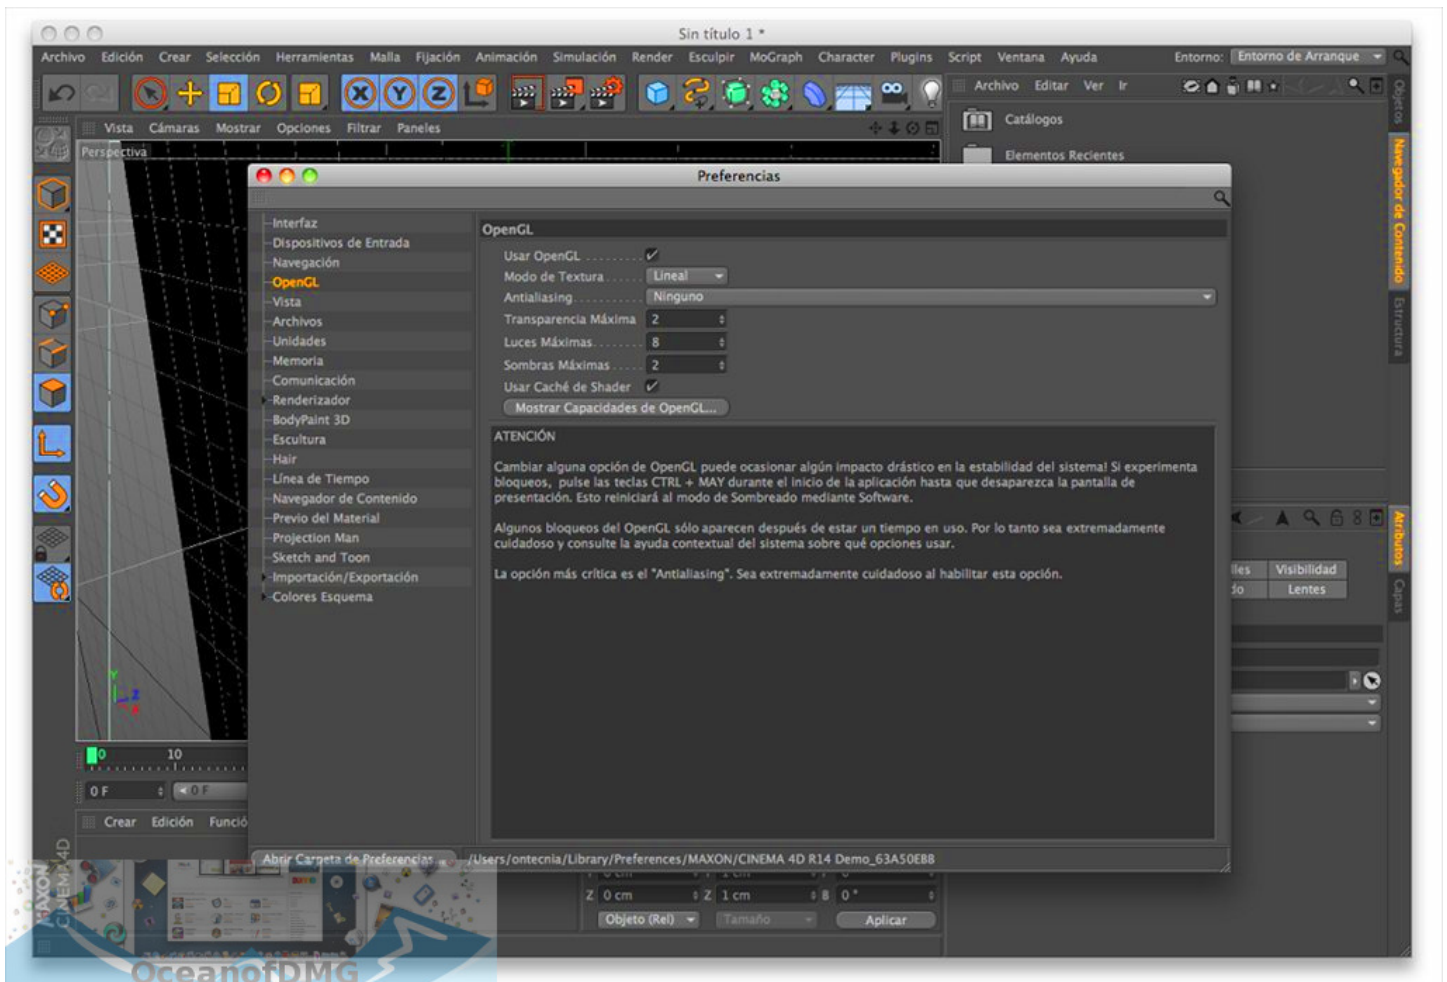 Sin título 1 *
Archivo Edición Crear Selección Herramientas Malla Fijación Animación Simulación Render Esculpir MoGraph Character Plugins Script Ventana Ayuda Entorno: Entorno de Arranque
X Y Z
Archivo Editar Ver Ir
Objetos
Navegador de Contenido
Estructura
Catálogos
Elementos Recientes
Vista Cámaras Mostrar Opciones Filtrar Paneles
Perspectiva
Preferencias
Interfaz
Dispositivos de Entrada
Navegación
OpenGL
Vista
Archivos
Unidades
Memoria
Comunicación
Renderizador
BodyPaint 3D
Escultura
Hair
Línea de Tiempo
Navegador de Contenido
Previo del Material
Projection Man
Sketch and Toon
Importación/Exportación
Colores Esquema
OpenGL
Usar OpenGL
Modo de Textura Lineal
Antialiasing Ninguno
Transparencia Máxima 2
Luces Máximas 8
Sombras Máximas 2
Usar Caché de Shader
Mostrar Capacidades de OpenGL...
ATENCIÓN
Cambiar alguna opción de OpenGL puede ocasionar algún impacto drástico en la estabilidad del sistema! Si experimenta
bloqueos, pulse las teclas CTRL + MAY durante el inicio de la aplicación hasta que desaparezca la pantalla de
presentación. Esto reiniciará al modo de Sombreado mediante Software.
Algunos bloqueos del OpenGL sólo aparecen después de estar un tiempo en uso. Por lo tanto sea extremadamente
cuidadoso y consulte la ayuda contextual del sistema sobre qué opciones usar.
La opción más crítica es el "Antialiasing". Sea extremadamente cuidadoso al habilitar esta opción.
Abrir Carpeta de Preferencias... /Users/ontecnia/Library/Preferences/MAXON/CINEMA 4D R14 Demo_63A50EBB
Atributos
Capas
lles Visibilidad
do Lentes
Y
Z
X
0 10
0 F 0 F
Crear Edición Funció
Z 0 cm Z 1 cm B 0 °
Objeto (Rel) Tamaño Aplicar
MAXON
CINEMA 4D
OceanofDMG